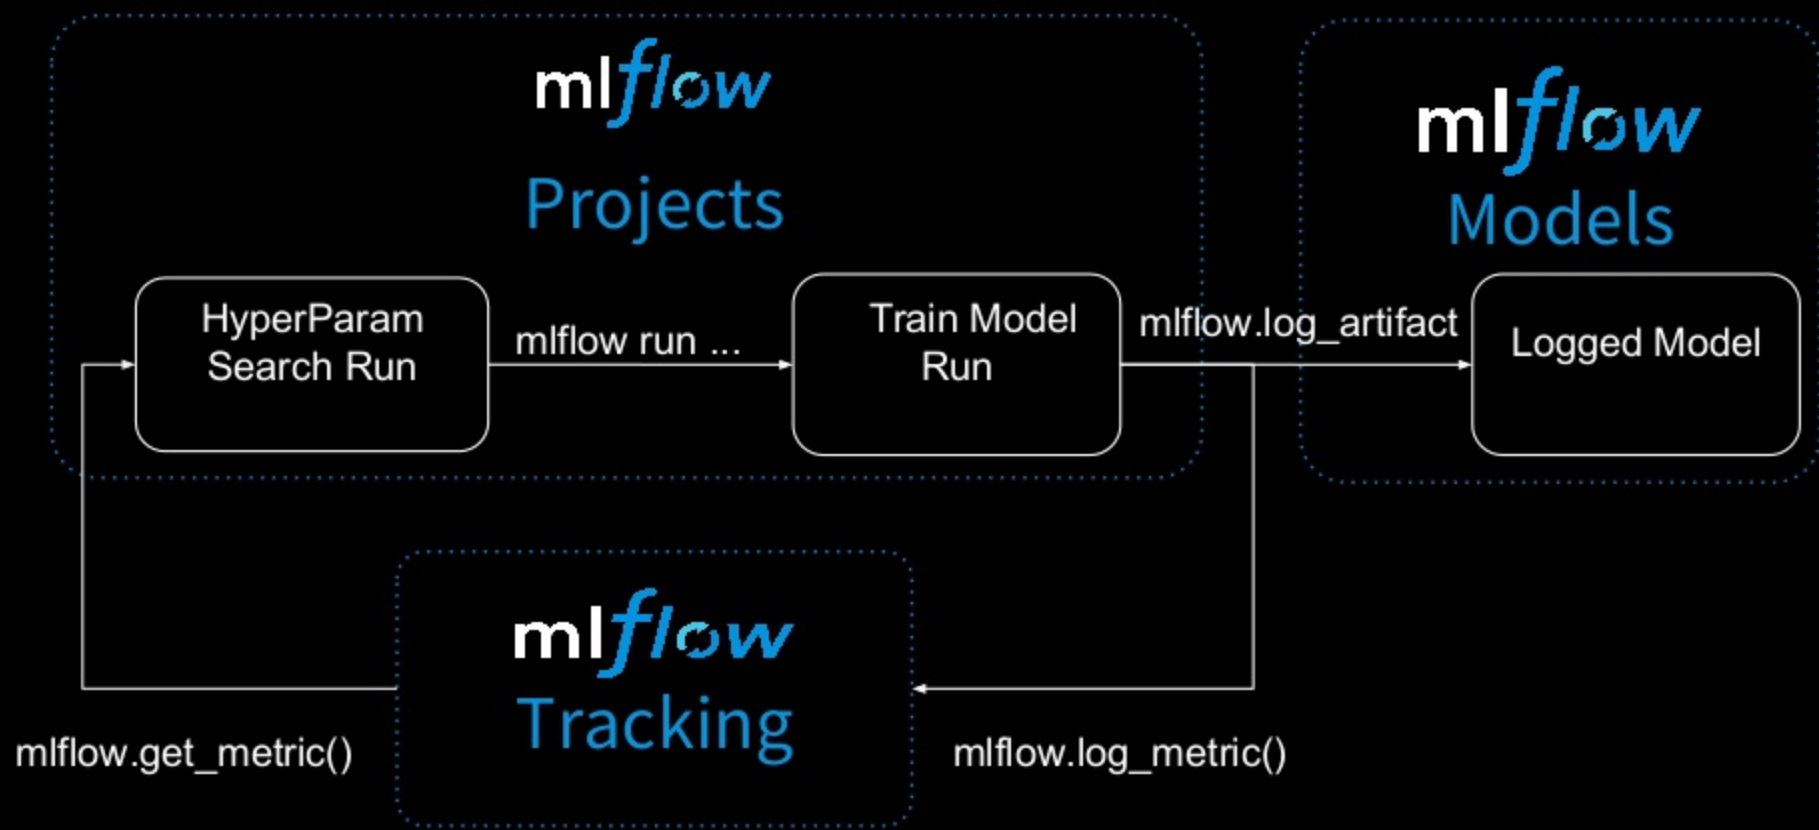 mlflow
Projects
mlflow
Models
HyperParam
Search Run
mlflow run ...
Train Model
Run
mlflow.log_artifact
Logged Model
mlflow
Tracking
mlflow.get_metric()
mlflow.log_metric()